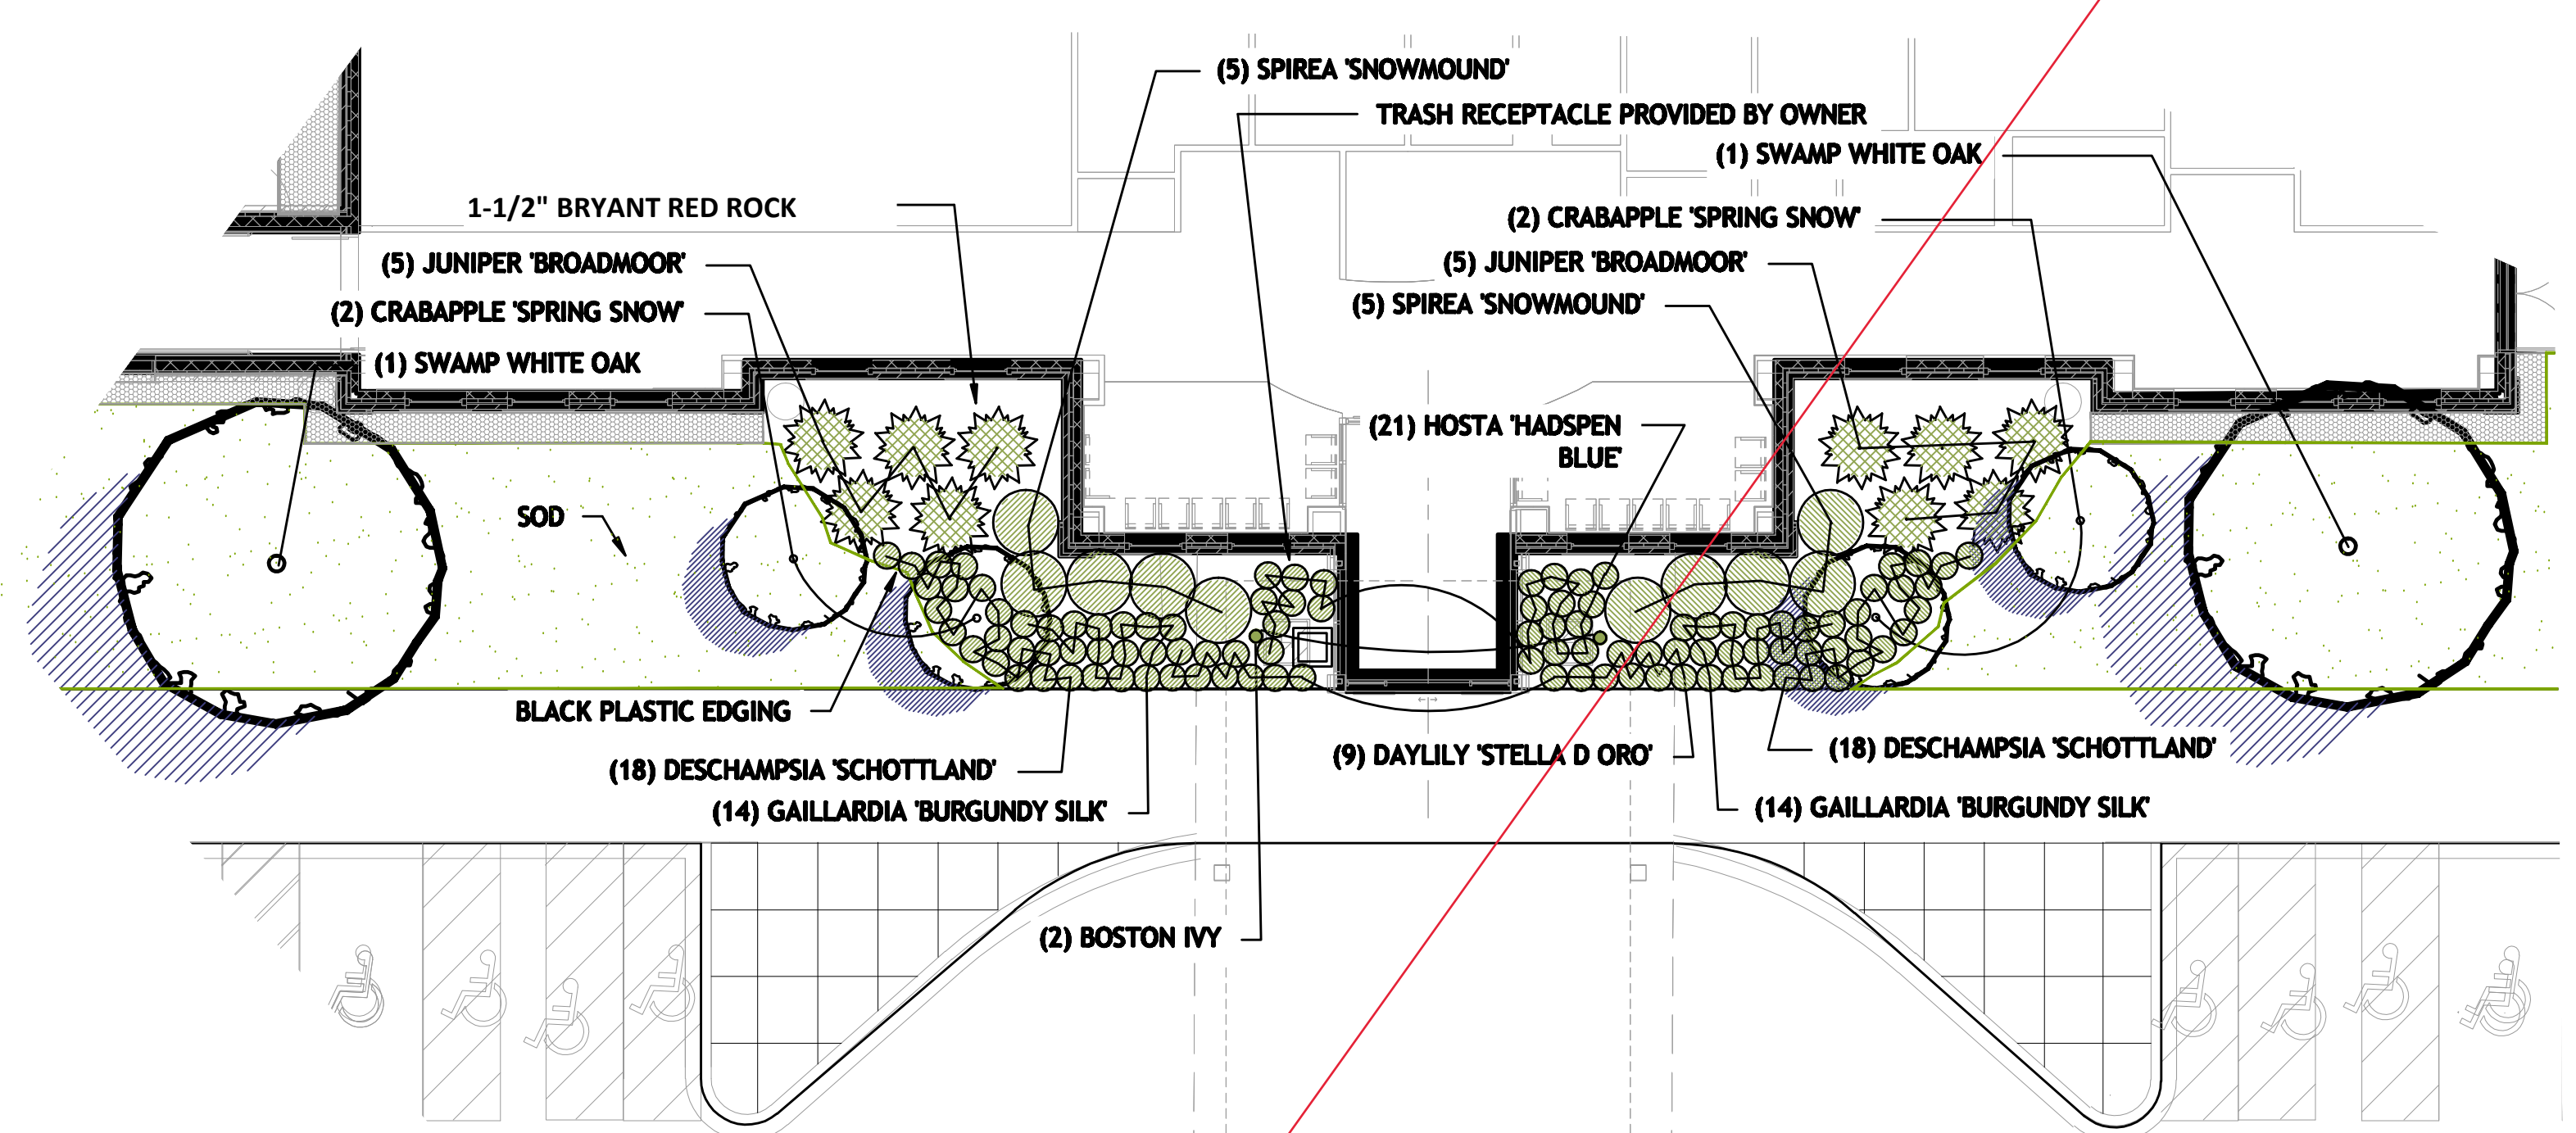 (5) SPIREA 'SNOWMOUND'
TRASH RECEPTACLE PROVIDED BY OWNER
(1) SWAMP WHITE OAK
1-1/2" BRYANT RED ROCK
(2) CRABAPPLE 'SPRING SNOW'
(5) JUNIPER 'BROADMOOR'
(5) JUNIPER 'BROADMOOR'
(2) CRABAPPLE 'SPRING SNOW'
(5) SPIREA 'SNOWMOUND'
(1) SWAMP WHITE OAK
(21) HOSTA 'HADSPEN
BLUE'
SOD
BLACK PLASTIC EDGING
(9) DAYLILY 'STELLA D ORO'
(18) DESCHAMPSIA 'SCHOTTLAND'
(18) DESCHAMPSIA 'SCHOTTLAND'
(14) GAILLARDIA 'BURGUNDY SILK'
(14) GAILLARDIA 'BURGUNDY SILK'
(2) BOSTON IVY